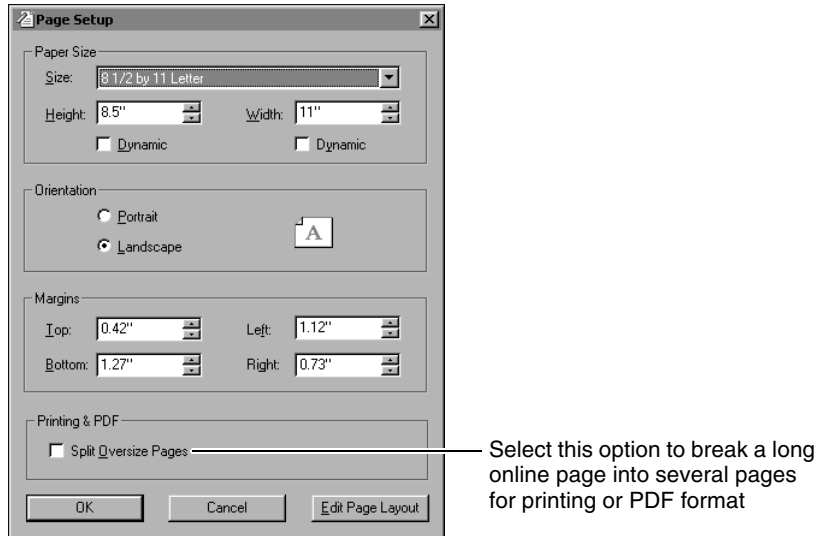 Page Setup
Paper Size
Size: 8 1/2 by 11 Letter
Height: 8.5" Width: 11"
Dynamic Dynamic
Orientation
Portrait
A
Landscape
Margins
Top: 0.42" Left: 1.12"
Bottom: 1.27" Right: 0.73"
Printing & PDF
Split Oversize Pages
Select this option to break a long
online page into several pages
for printing or PDF format
OK Cancel Edit Page Layout